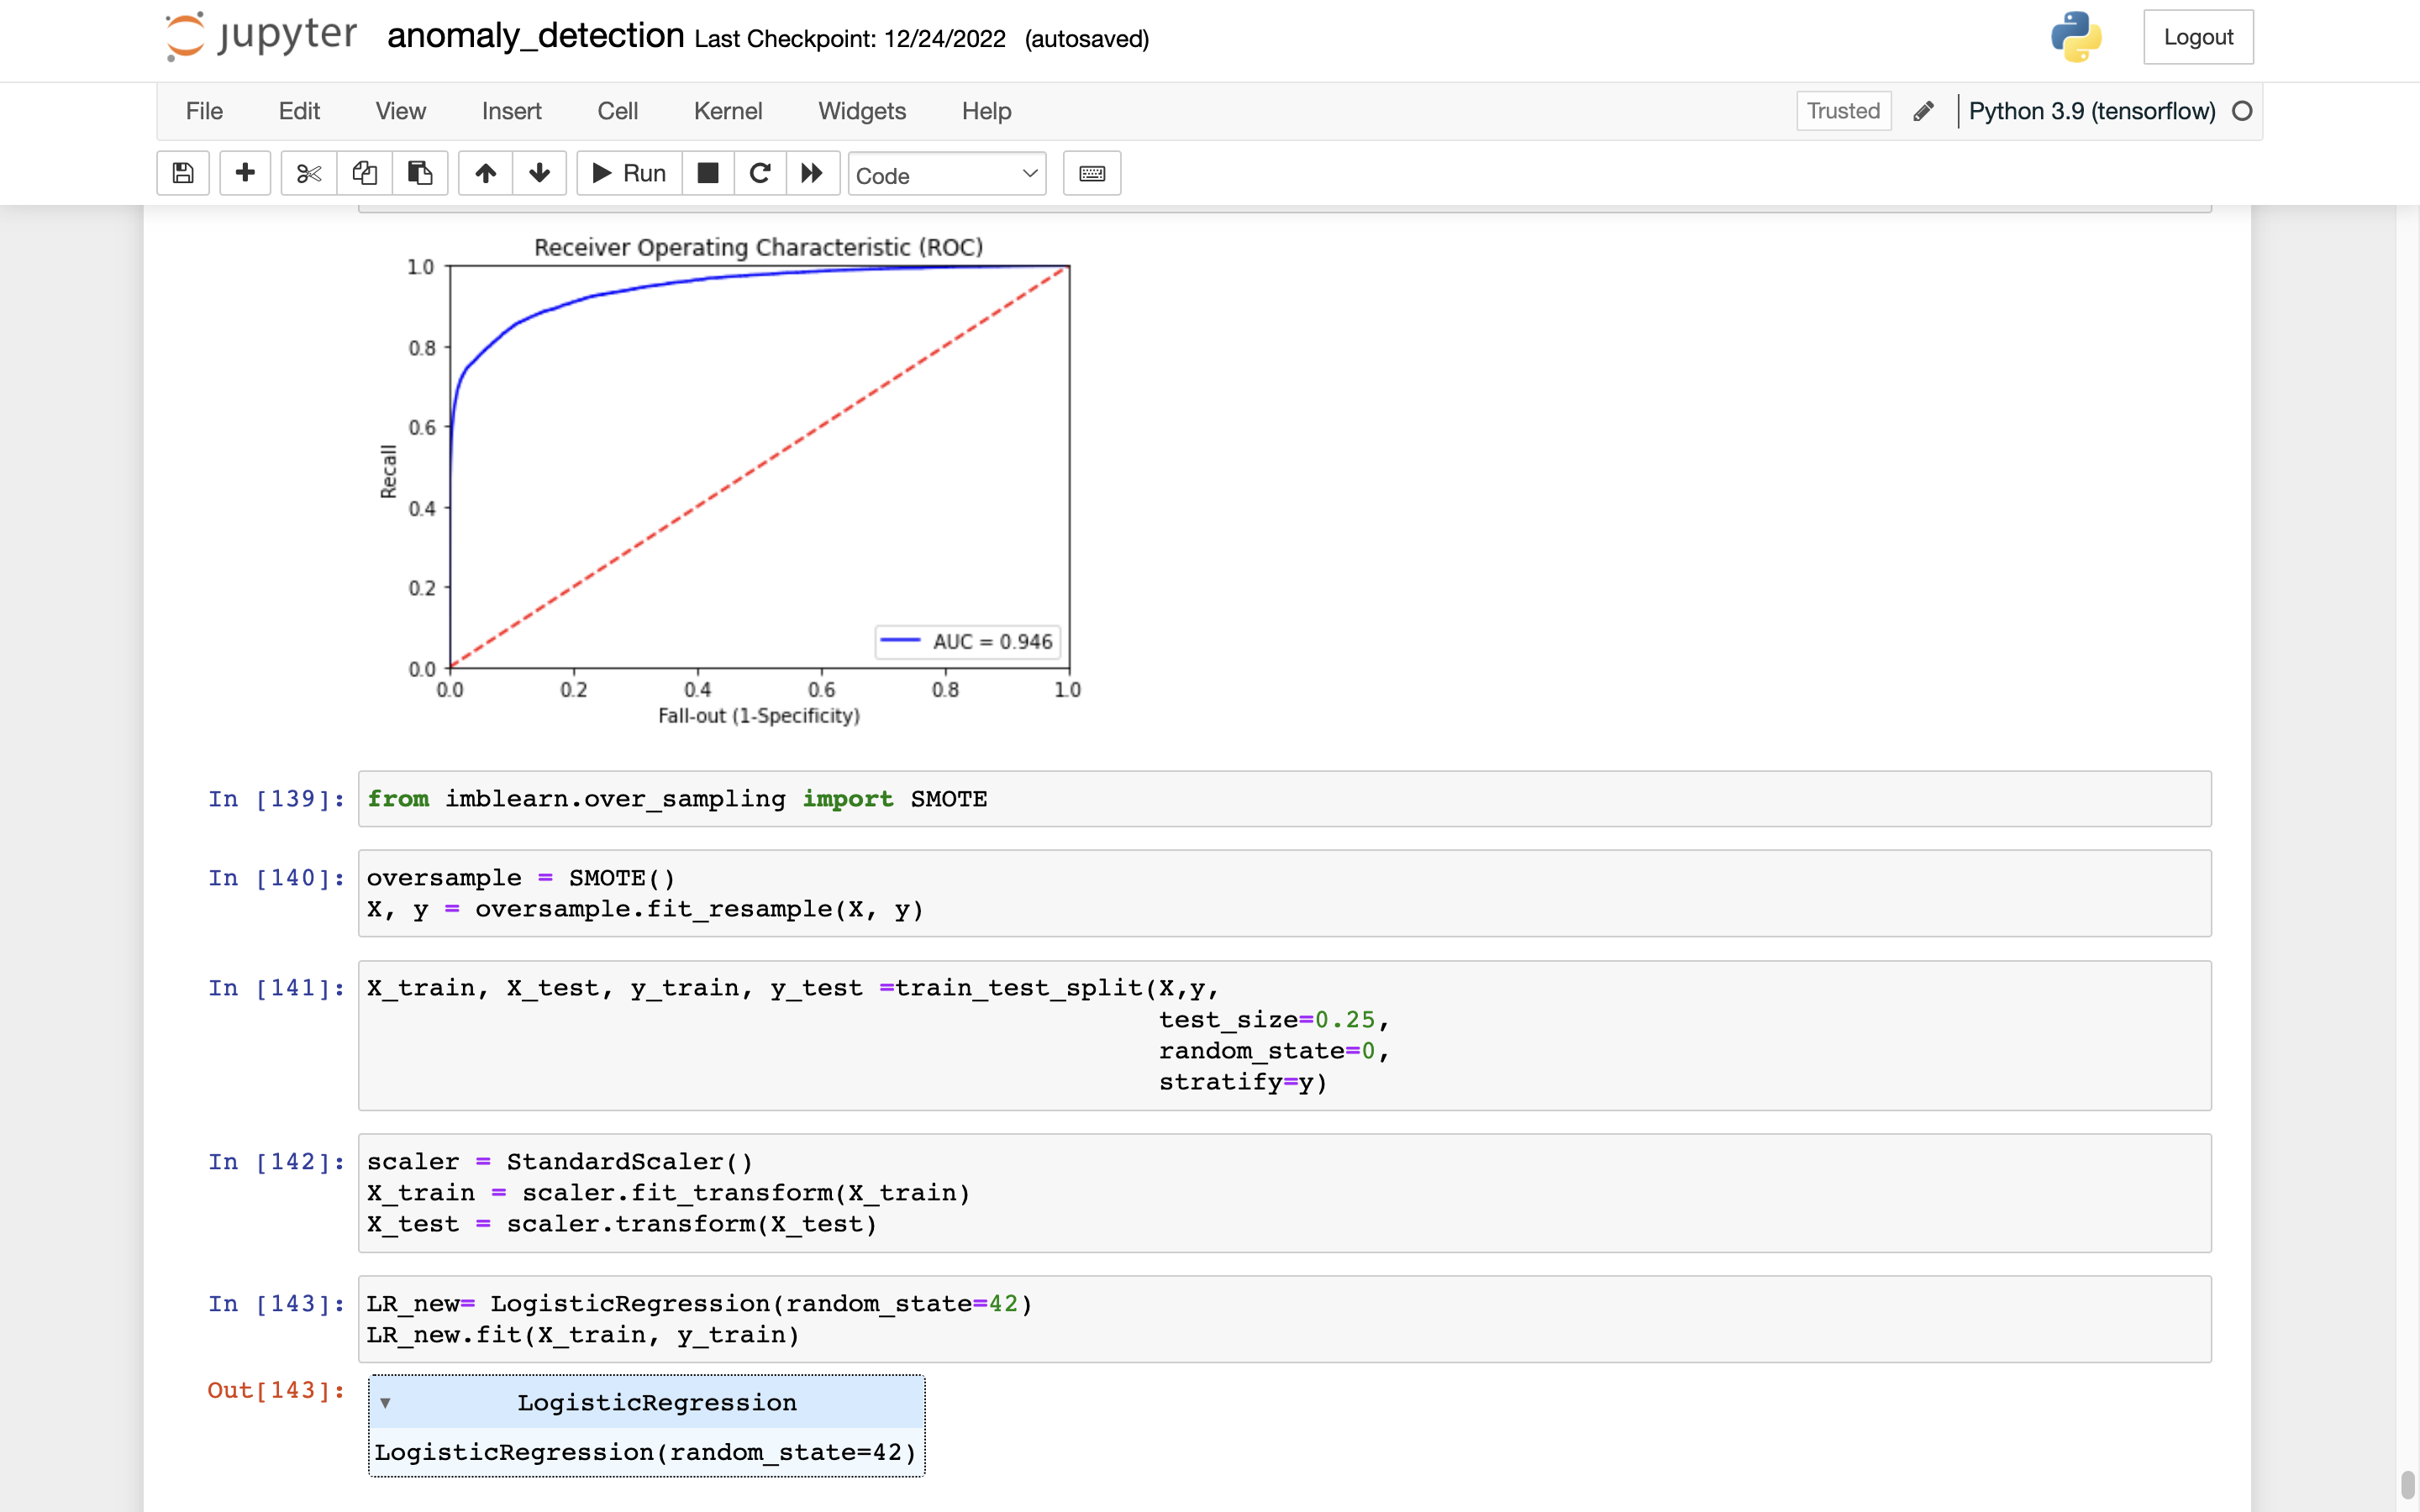 jupyter anomaly_detection Last Checkpoint: 12/24/2022 (autosaved) Logout
File Edit View Insert Cell Kernel Widgets Help Trusted Python 3.9 (tensorflow)
Run Code
Receiver Operating Characteristic (ROC)
1.0
0.8
0.6
0.4
0.2
0.0
Recall
AUC = 0.946
0.0 0.2 0.4 0.6 0.8 1.0
Fall-out (1-Specificity)
In [139]: from imblearn.over_sampling import SMOTE
In [140]: oversample = SMOTE()
X, y = oversample.fit_resample(X, y)
In [141]: X_train, X_test, y_train, y_test =train_test_split(X,y,
test_size=0.25,
random_state=0,
stratify=y)
In [142]: scaler = StandardScaler()
X_train = scaler.fit_transform(X_train)
X_test = scaler.transform(X_test)
In [143]: LR_new= LogisticRegression(random_state=42)
LR_new.fit(X_train, y_train)
Out[143]: LogisticRegression
LogisticRegression(random_state=42)